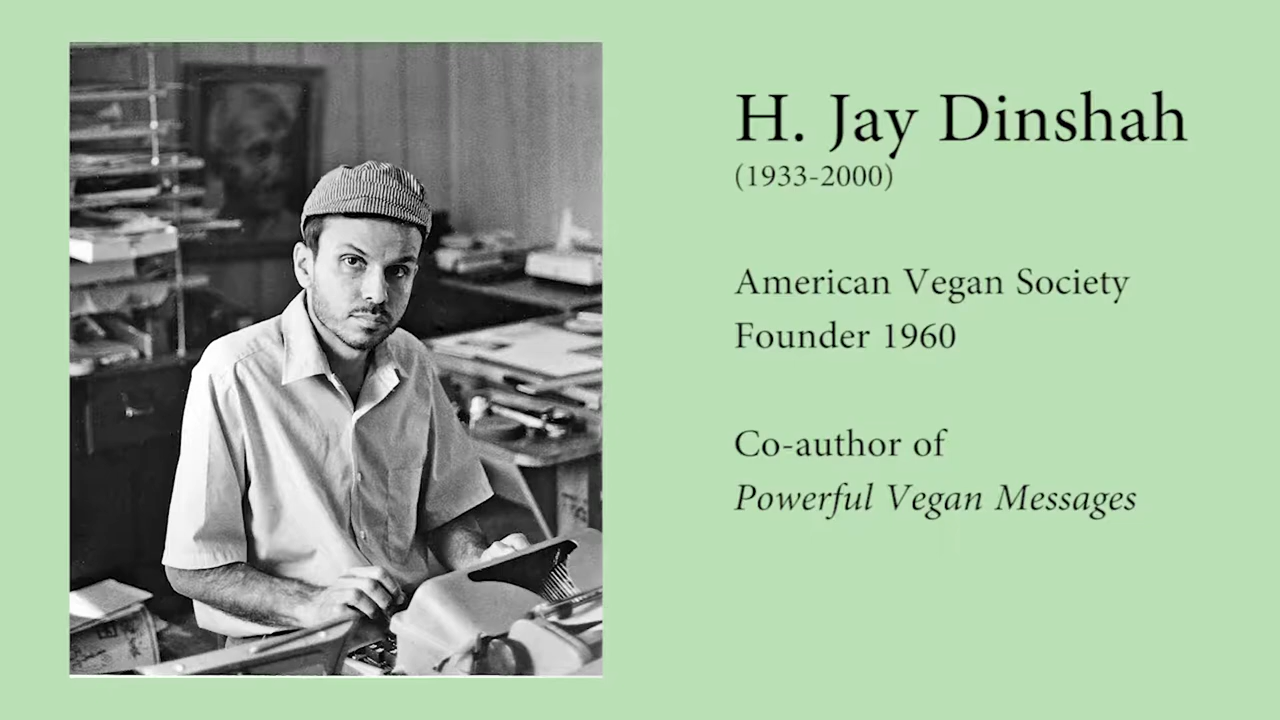 H. Jay Dinshah
(1933-2000)
American Vegan Society
Founder 1960
Co-author of
Powerful Vegan Messages